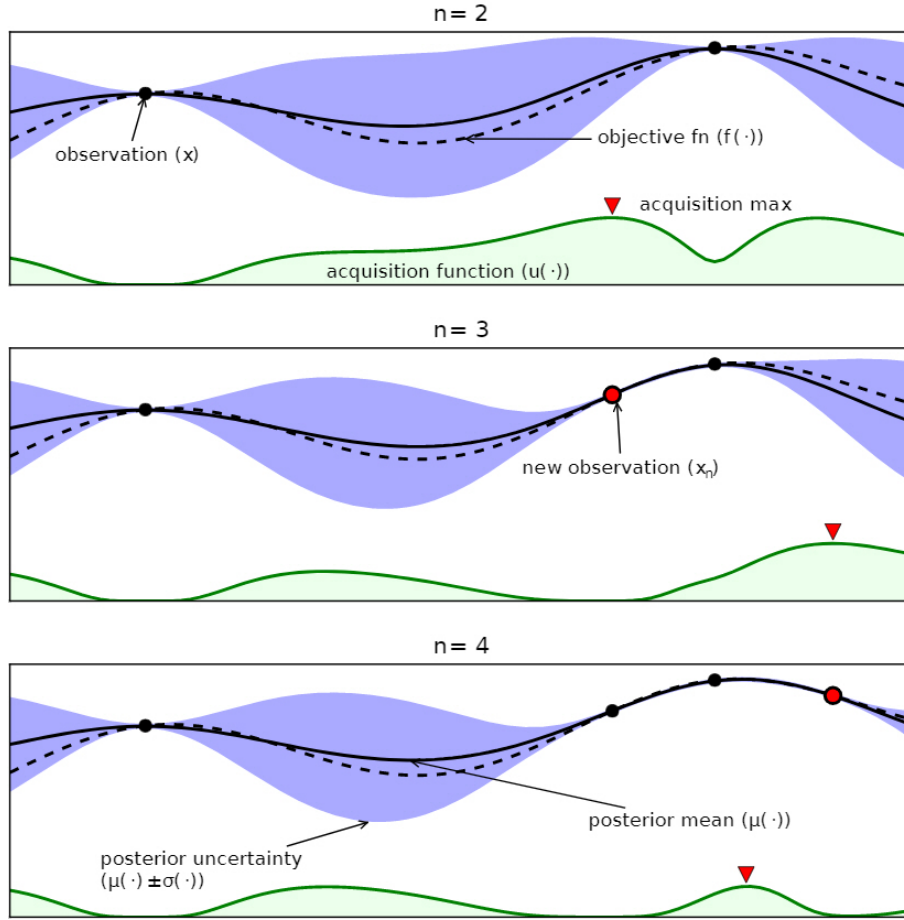 n= 2
observation (x)
objective fn (f(·))
acquisition max
acquisition function (u(·))
n= 3
new observation (xₙ)
n= 4
posterior mean (μ(·))
posterior uncertainty
(μ(·) ±σ(·))